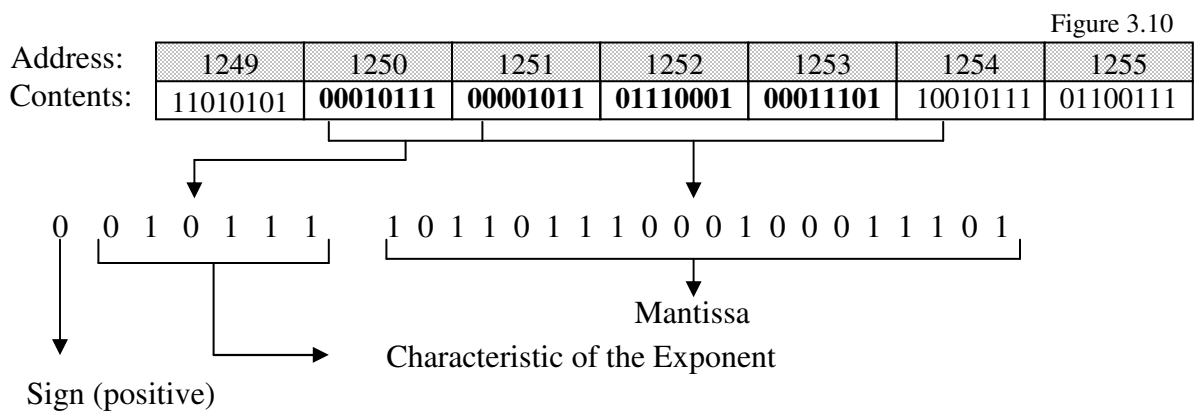 Figure 3.10
Address: 1249 1250 1251 1252 1253 1254 1255
Contents: 11010101 00010111 00001011 01110001 00011101 10010111 01100111
0 0 1 0 1 1 1 1 0 1 1 0 1 1 1 0 0 0 1 0 0 0 1 1 1 0 1
Mantissa
Characteristic of the Exponent
Sign (positive)